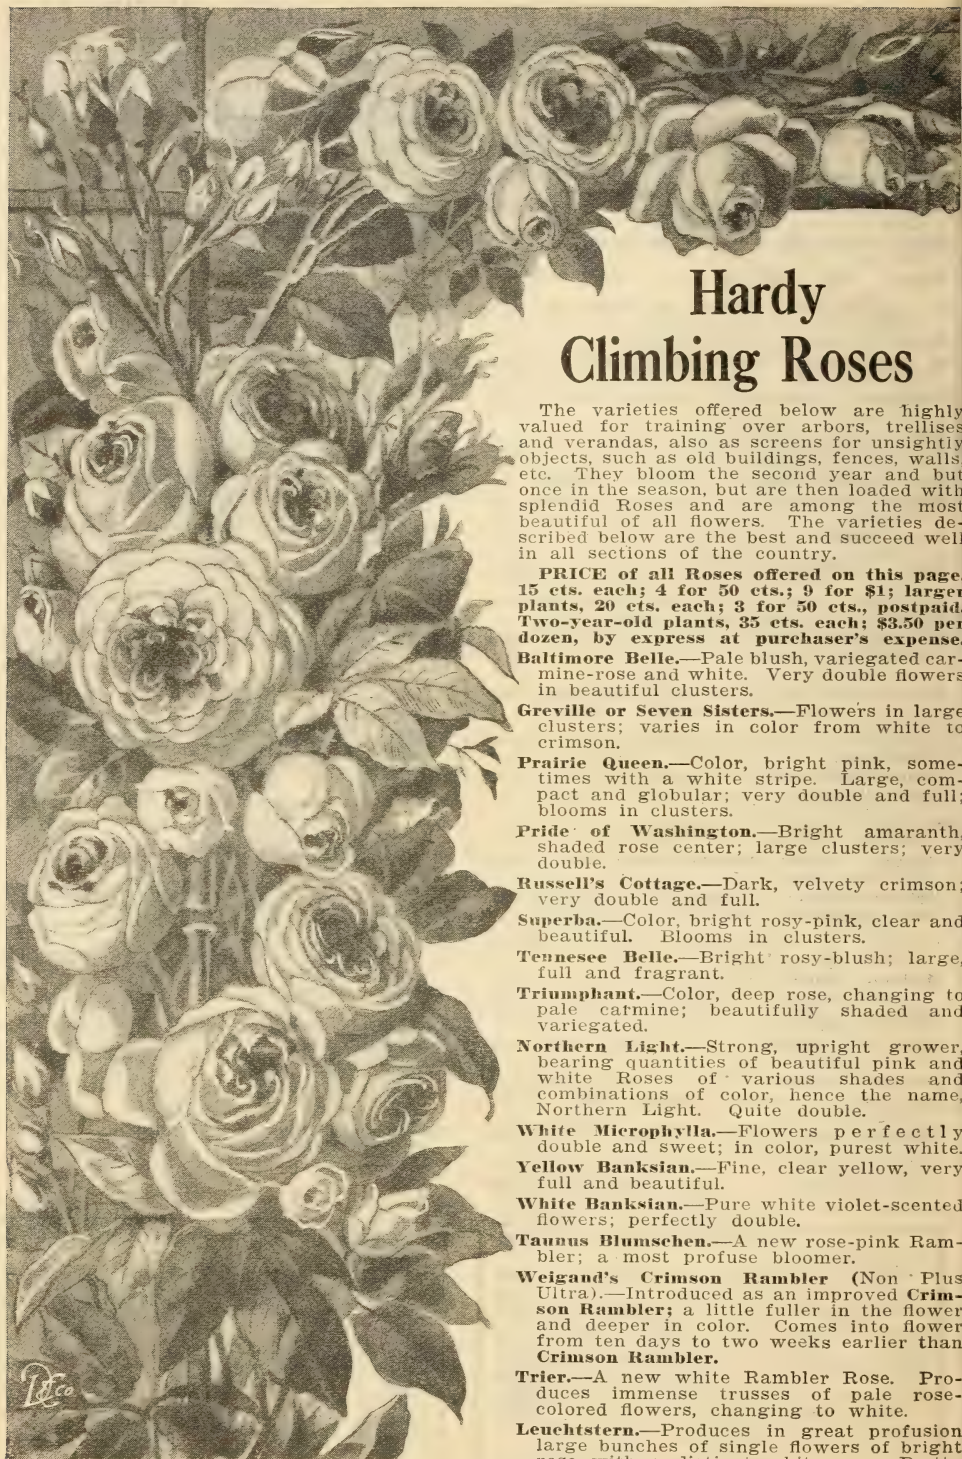 Hardy
Climbing Roses
The varieties offered below are highly
valued for training over arbors, trellises
and verandas, also as screens for unsightly
objects, such as old buildings, fences, walls
etc. They bloom the second year and but
once in the season, but are then loaded with
splendid Roses and are among the most
beautiful of all flowers. The varieties de-
scribed below are the best and succeed well
in all sections of the country.
PRICE of all Roses offered on this page,
15 cts. each; 4 for 50 cts.; 9 for $1; larger
plants, 20 cts. each; 3 for 50 cts., postpaid.
Two-year-old plants, 35 cts. each; $3.50 per
dozen, by express at purchaser's expense.
Baltimore Belle.—Pale blush, variegated car-
mine-rose and white. Very double flowers
in beautiful clusters.
Greville or Seven Sisters.—Flowers in large
clusters; varies in color from white to
crimson.
Prairie Queen.—Color, bright pink, some-
times with a white stripe. Large, com-
pact and globular; very double and full;
blooms in clusters.
Pride of Washington.—Bright amaranth,
shaded rose center; large clusters; very
double.
Russell's Cottage.—Dark, velvety crimson;
very double and full.
Superba.—Color, bright rosy-pink, clear and
beautiful. Blooms in clusters.
Tennesee Belle.—Bright rosy-blush; large,
full and fragrant.
Triumphant.—Color, deep rose, changing to
pale carmine; beautifully shaded and
variegated.
Northern Light.—Strong, upright grower,
bearing quantities of beautiful pink and
white Roses of various shades and
combinations of color, hence the name,
Northern Light. Quite double.
White Microphylla.—Flowers perfectly
double and sweet; in color, purest white.
Yellow Banksian.—Fine, clear yellow, very
full and beautiful.
White Banksian.—Pure white violet-scented
flowers; perfectly double.
Taunus Blumschen.—A new rose-pink Ram-
bler; a most profuse bloomer.
Weigand's Crimson Rambler (Non Plus
Ultra).—Introduced as an improved Crim-
son Rambler; a little fuller in the flower
and deeper in color. Comes into flower
from ten days to two weeks earlier than
Crimson Rambler.
Trier.—A new white Rambler Rose. Pro-
duces immense trusses of pale rose-
colored flowers, changing to white.
Leuchtstern.—Produces in great profusion
large bunches of single flowers of bright